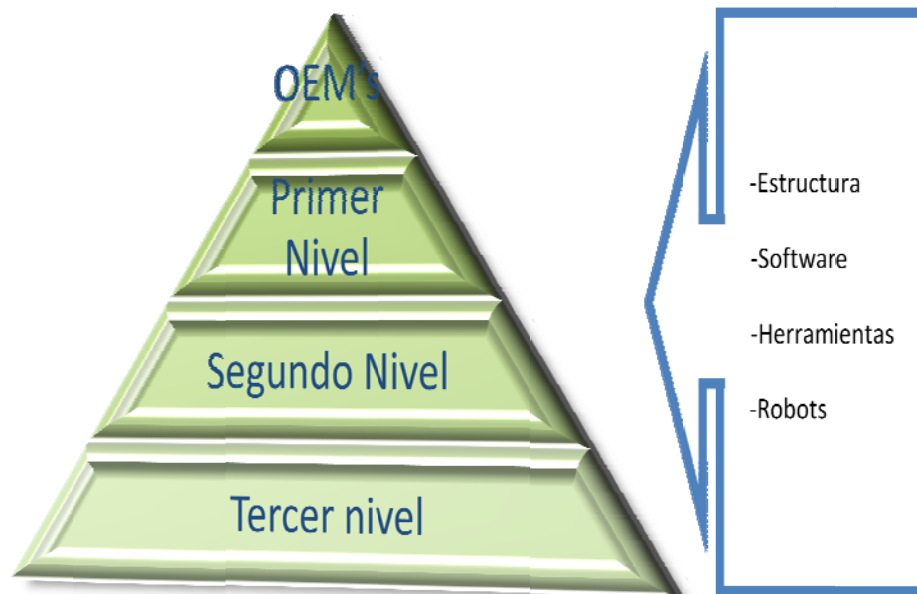 OEM's
Primer
Nivel
Segundo Nivel
Tercer nivel
-Estructura
-Software
-Herramientas
-Robots